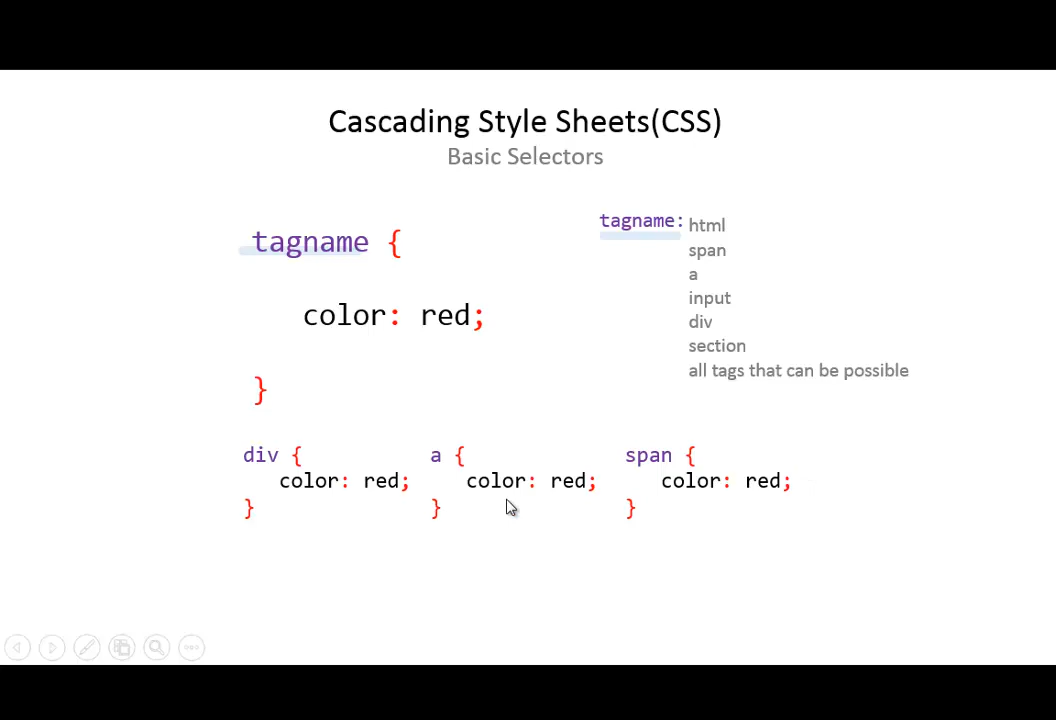 Cascading Style Sheets(CSS)
Basic Selectors
tagname {
color: red;
}
tagname:
html
span
a
input
div
section
all tags that can be possible
div {
color: red;
}
a {
color: red;
}
span {
color: red;
}